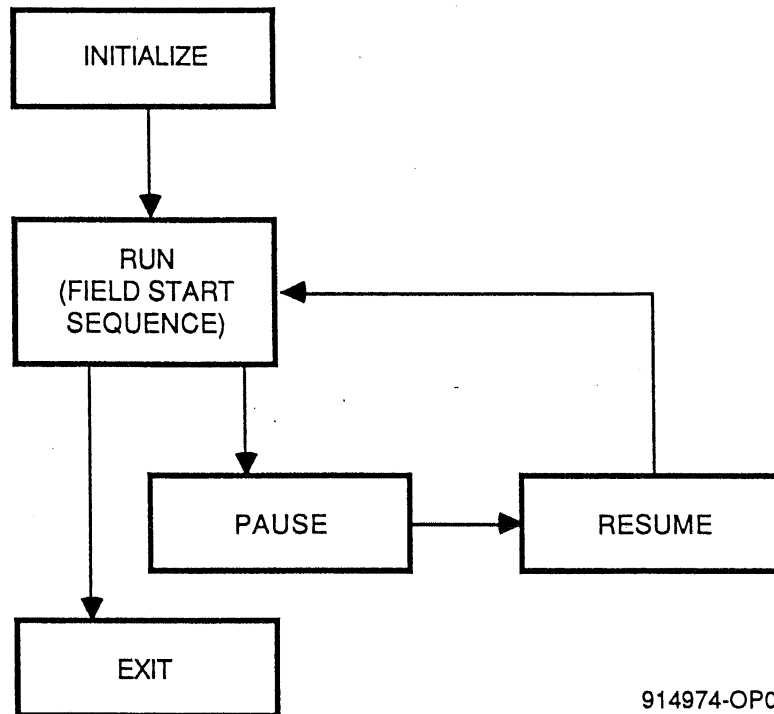 INITIALIZE
RUN
(FIELD START
SEQUENCE)
PAUSE
RESUME
EXIT